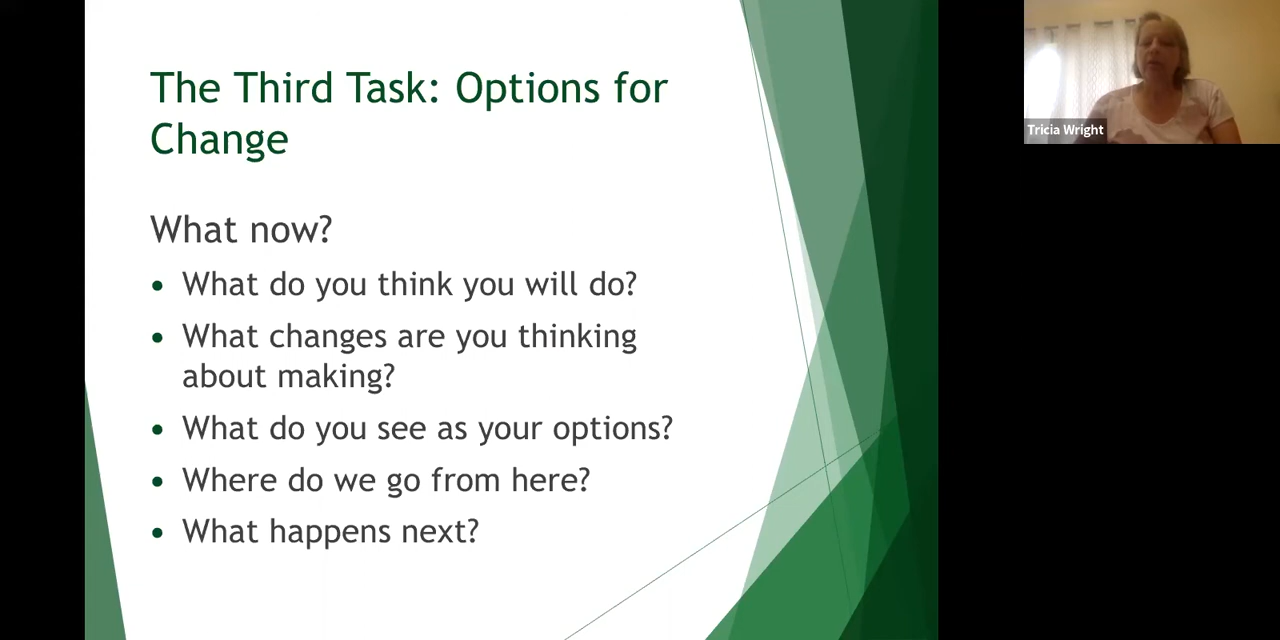 The Third Task: Options for
Change
What now?
• What do you think you will do?
• What changes are you thinking
about making?
• What do you see as your options?
• Where do we go from here?
• What happens next?
Tricia Wright